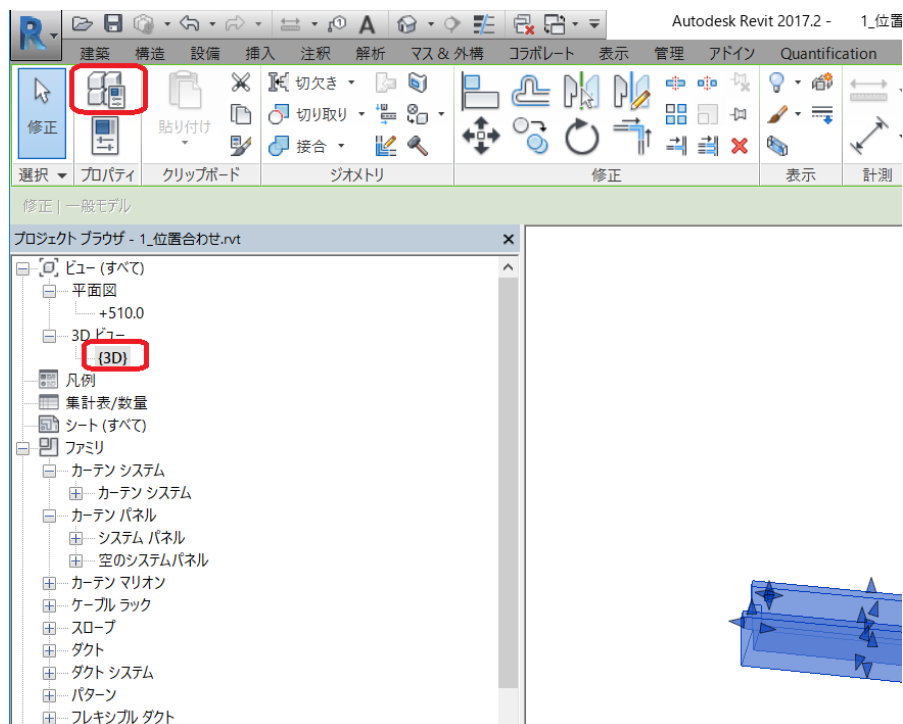 Autodesk Revit 2017.2 - 1_位置
建築 構造 設備 挿入 注釈 解析 マス & 外構 コラボレート 表示 管理 アドイン Quantification
修正 貼り付け 切欠き
切り取り
接合
選択 プロパティ クリップボード ジオメトリ 修正 表示 計測
修正 | 一般モデル
プロジェクト ブラウザ - 1_位置合わせ.rvt
ビュー (すべて)
平面図
+510.0
3D ビュー
{3D}
凡例
集計表/数量
シート (すべて)
ファミリ
カーテン システム
カーテン システム
カーテン パネル
システム パネル
空のシステムパネル
カーテン マリオン
ケーブル ラック
スロープ
ダクト
ダクト システム
パターン
フレキシブル ダクト